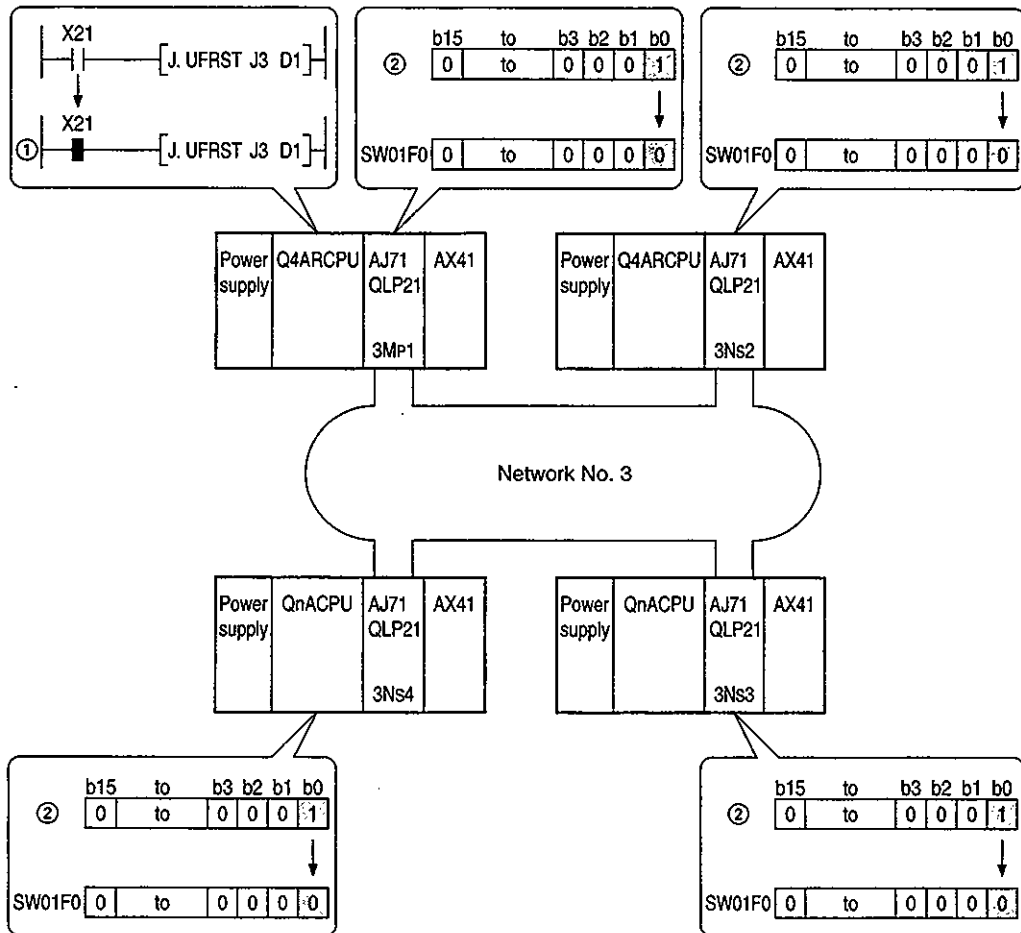 X21
J. UFRST J3 D1
X21
① J. UFRST J3 D1
b15 to b3 b2 b1 b0
② 0 to 0 0 0 1
SW01F0 0 to 0 0 0 0
b15 to b3 b2 b1 b0
② 0 to 0 0 0 1
SW01F0 0 to 0 0 0 0
Power supply
Q4ARCPU
AJ71 QLP21
3MP1
AX41
Power supply
Q4ARCPU
AJ71 QLP21
3NS2
AX41
Network No. 3
Power supply
QnACPU
AJ71 QLP21
3NS4
AX41
Power supply
QnACPU
AJ71 QLP21
3NS3
AX41
b15 to b3 b2 b1 b0
② 0 to 0 0 0 1
SW01F0 0 to 0 0 0 0
b15 to b3 b2 b1 b0
② 0 to 0 0 0 1
SW01F0 0 to 0 0 0 0